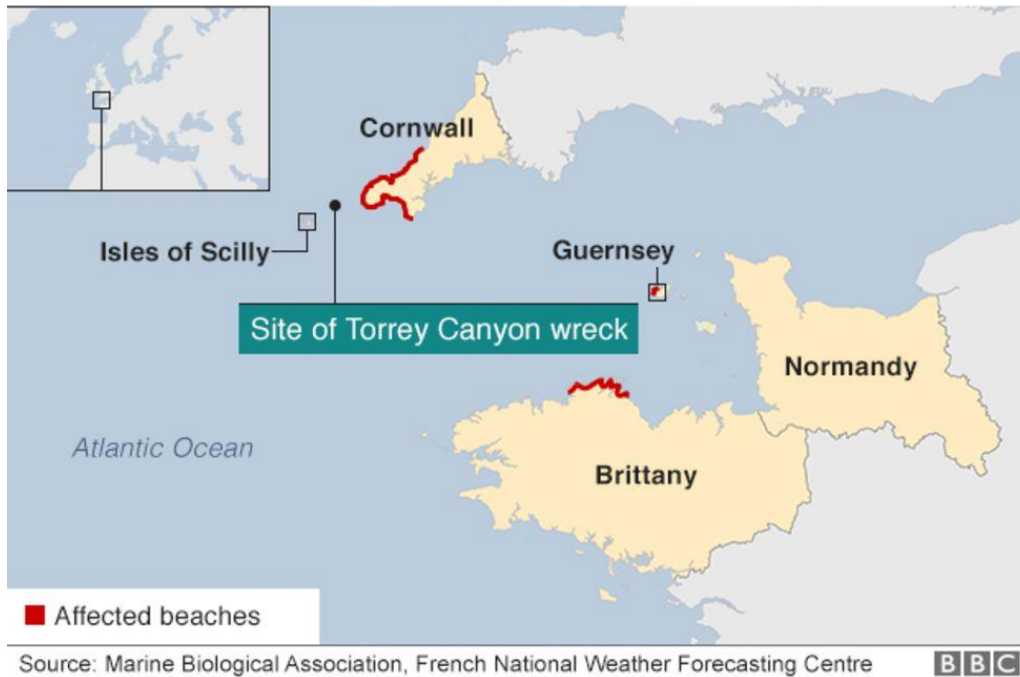 Cornwall
Isles of Scilly
Guernsey
Site of Torrey Canyon wreck
Normandy
Atlantic Ocean
Brittany
Affected beaches
Source: Marine Biological Association, French National Weather Forecasting Centre
BBC